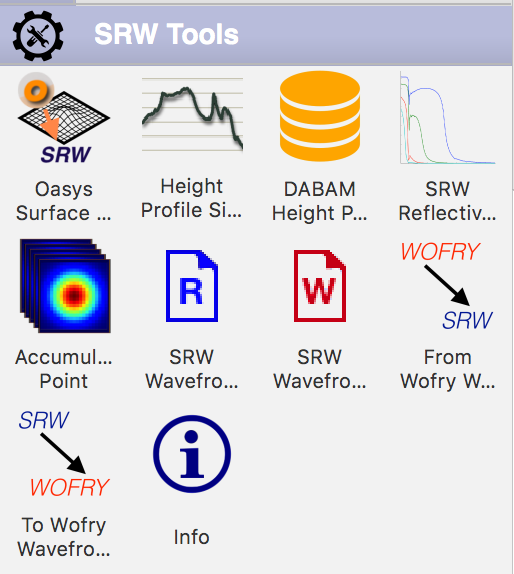 SRW Tools
SRW
Oasys
Surface ...
Height
Profile Si...
DABAM
Height P...
SRW
Reflectiv...
Accumul...
Point
R
SRW
Wavefro...
W
SRW
Wavefro...
WOFRY
SRW
From
Wofry W...
SRW
WOFRY
To Wofry
Wavefro...
i
Info